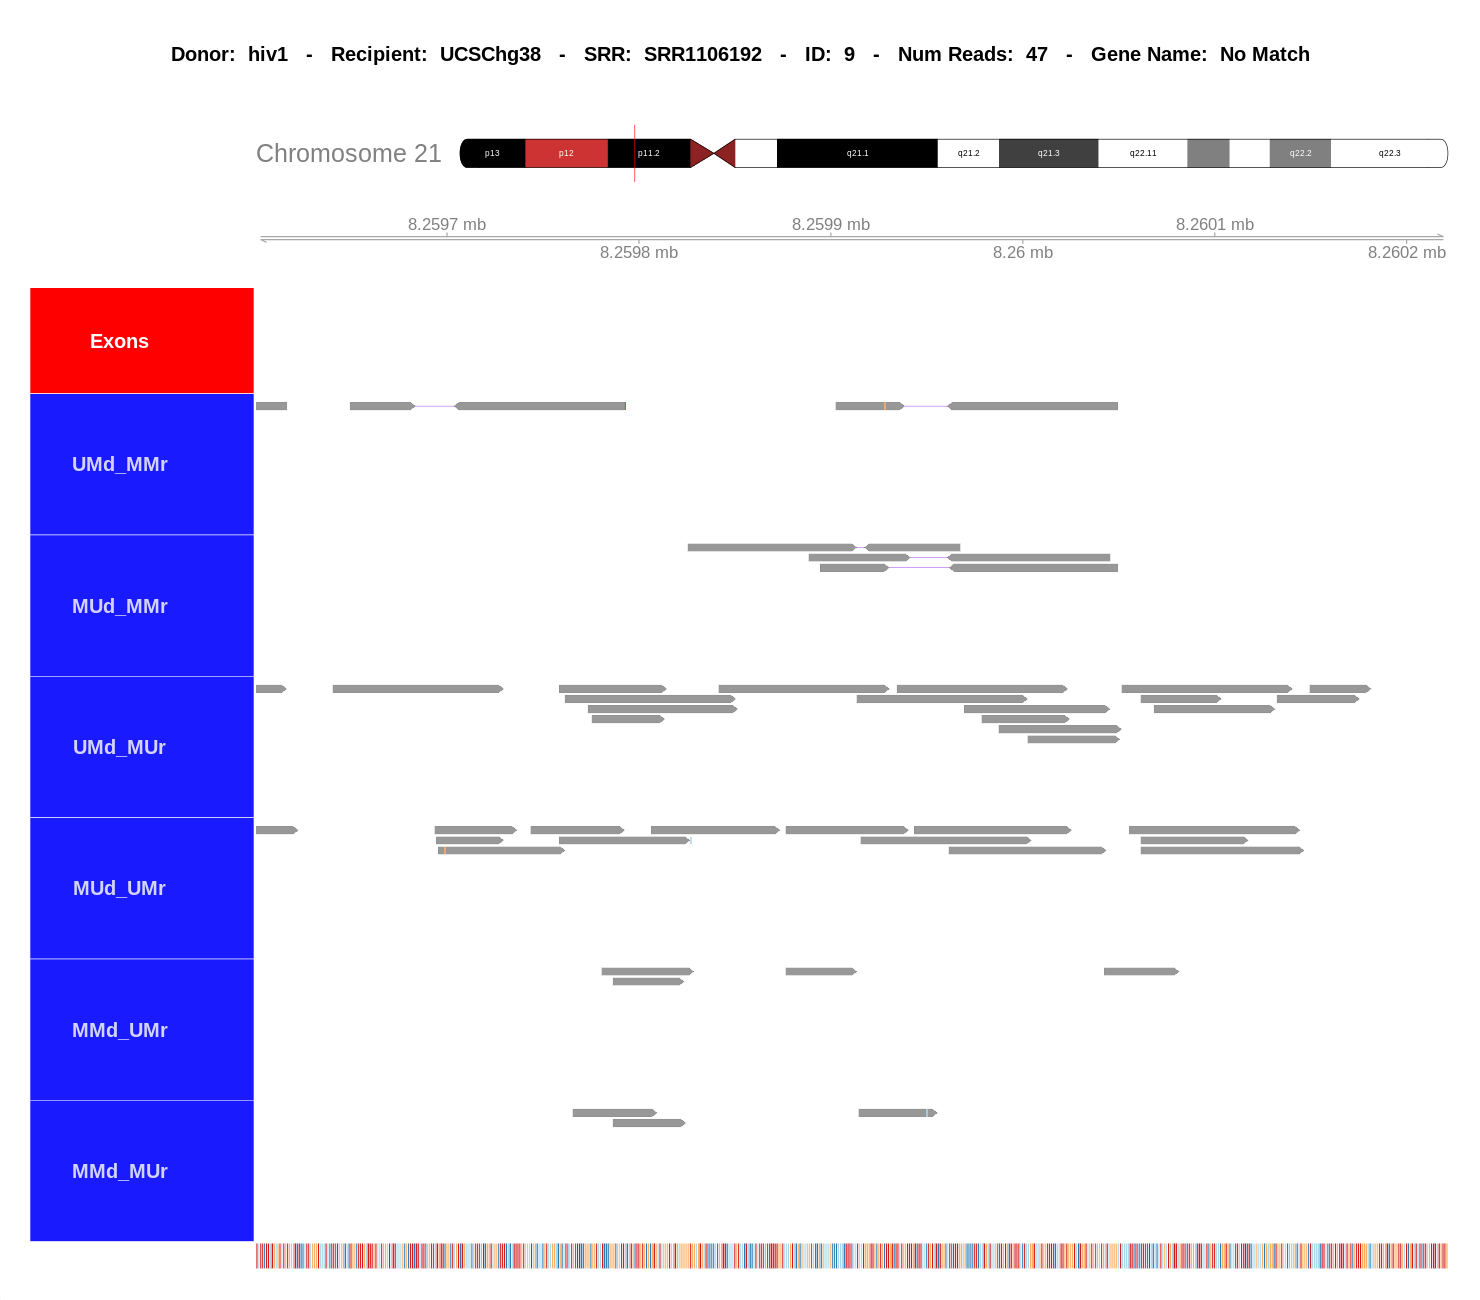 Donor: hiv1 - Recipient: UCSChg38 - SRR: SRR1106192 - ID: 9 - Num Reads: 47 - Gene Name: No Match
Chromosome 21 p13 p12 p11.2 q21.1 q21.2 q21.3 q22.11 q22.2 q22.3
8.2597 mb 8.2599 mb 8.2601 mb
8.2598 mb 8.26 mb 8.2602 mb
Exons
UMd_MMr
MUd_MMr
UMd_MUr
MUd_UMr
MMd_UMr
MMd_MUr